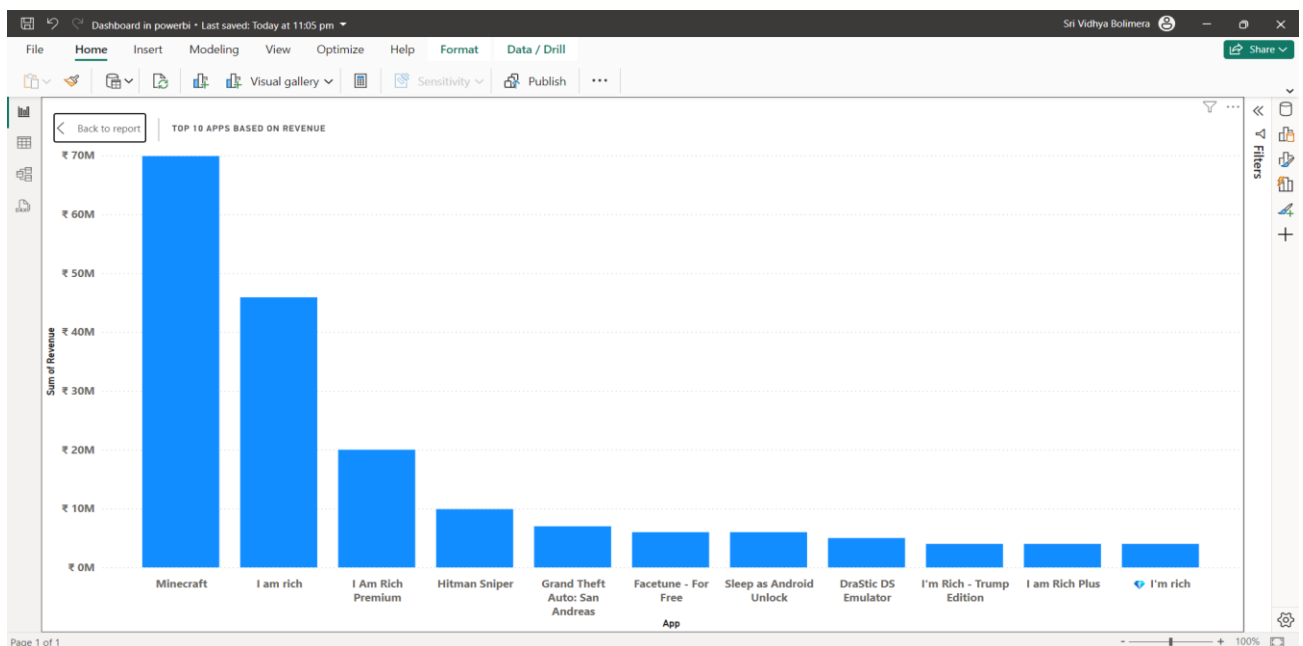 Dashboard in powerbi • Last saved: Today at 11:05 pm
Sri Vidhya Bolimera
File Home Insert Modeling View Optimize Help Format Data / Drill
Share
Visual gallery
Sensitivity
Publish
Back to report
TOP 10 APPS BASED ON REVENUE
Filters
₹ 70M
₹ 60M
₹ 50M
₹ 40M
₹ 30M
₹ 20M
₹ 10M
₹ 0M
Sum of Revenue
Minecraft
I am rich
I Am Rich
Premium
Hitman Sniper
Grand Theft
Auto: San
Andreas
Facetune - For
Free
Sleep as Android
Unlock
DraStic DS
Emulator
I'm Rich - Trump
Edition
I am Rich Plus
💎 I'm rich
App
Page 1 of 1
- + 100%